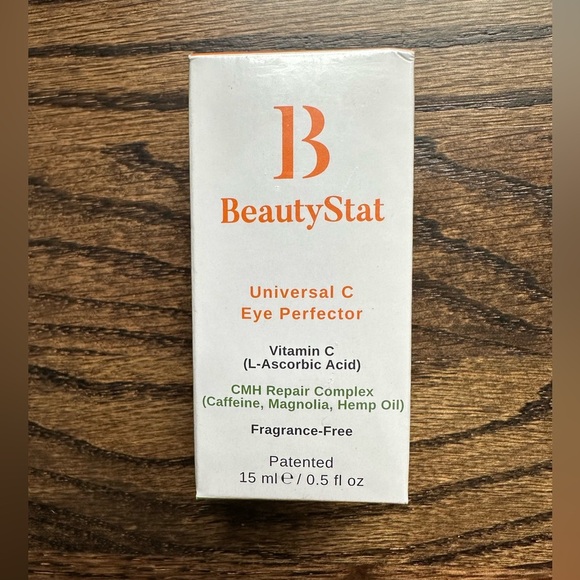 B
BeautyStat
Universal C
Eye Perfector
Vitamin C
(L-Ascorbic Acid)
CMH Repair Complex
(Caffeine, Magnolia, Hemp Oil)
Fragrance-Free
Patented
15 ml ℮ / 0.5 fl oz